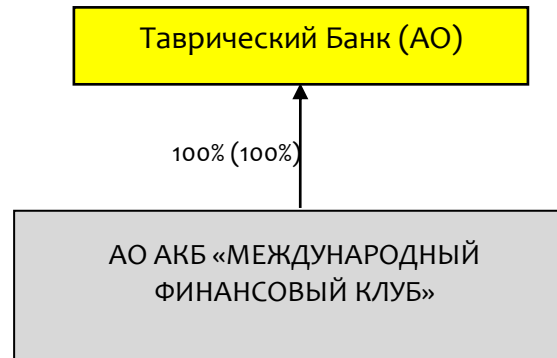 Таврический Банк (АО)
100% (100%)
АО АКБ «МЕЖДУНАРОДНЫЙ
ФИНАНСОВЫЙ КЛУБ»